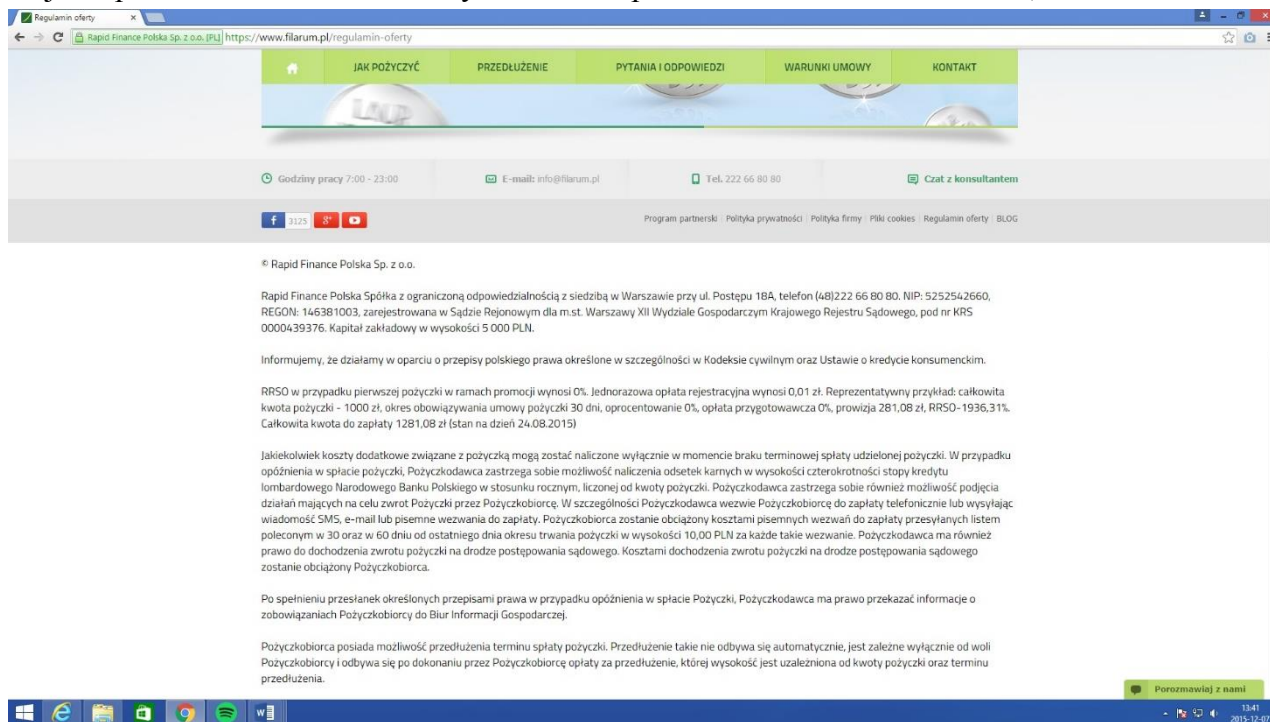 Regulamin oferty
Rapid Finance Polska Sp. z o.o. [PL] https://www.filarum.pl/regulamin-oferty
JAK POŻYCZYĆ PRZEDŁUŻENIE PYTANIA I ODPOWIEDZI WARUNKI UMOWY KONTAKT
Godziny pracy 7:00 - 23:00 E-mail: info@filarum.pl Tel. 222 66 80 80 Czat z konsultantem
3125 Program partnerski Polityka prywatności Polityka firmy Pliki cookies Regulamin oferty BLOG
© Rapid Finance Polska Sp. z o.o.
Rapid Finance Polska Spółka z ograniczoną odpowiedzialnością z siedzibą w Warszawie przy ul. Postępu 18A, telefon (48)222 66 80 80. NIP: 5252542660,
REGON: 146381003, zarejestrowana w Sądzie Rejonowym dla m.st. Warszawy XII Wydziale Gospodarczym Krajowego Rejestru Sądowego, pod nr KRS
0000439376. Kapitał zakładowy w wysokości 5 000 PLN.
Informujemy, że działamy w oparciu o przepisy polskiego prawa określone w szczególności w Kodeksie cywilnym oraz Ustawie o kredycie konsumenckim.
RRSO w przypadku pierwszej pożyczki w ramach promocji wynosi 0%. Jednorazowa opłata rejestracyjna wynosi 0,01 zł. Reprezentatywny przykład: całkowita
kwota pożyczki - 1000 zł, okres obowiązywania umowy pożyczki 30 dni, oprocentowanie 0%, opłata przygotowawcza 0%, prowizja 281,08 zł, RRSO-1936,31%.
Całkowita kwota do zapłaty 1281,08 zł (stan na dzień 24.08.2015)
Jakiekolwiek koszty dodatkowe związane z pożyczką mogą zostać naliczone wyłącznie w momencie braku terminowej spłaty udzielonej pożyczki. W przypadku
opóźnienia w spłacie pożyczki, Pożyczkodawca zastrzega sobie możliwość naliczenia odsetek karnych w wysokości czterokrotności stopy kredytu
lombardowego Narodowego Banku Polskiego w stosunku rocznym, liczonej od kwoty pożyczki. Pożyczkodawca zastrzega sobie również możliwość podjęcia
działań mających na celu zwrot Pożyczki przez Pożyczkobiorcę. W szczególności Pożyczkodawca wezwie Pożyczkobiorcę do zapłaty telefonicznie lub wysyłając
wiadomość SMS, e-mail lub pisemne wezwania do zapłaty. Pożyczkobiorca zostanie obciążony kosztami pisemnych wezwań do zapłaty przesyłanych listem
poleconym w 30 oraz w 60 dniu od ostatniego dnia okresu trwania pożyczki w wysokości 10,00 PLN za każde takie wezwanie. Pożyczkodawca ma również
prawo do dochodzenia zwrotu pożyczki na drodze postępowania sądowego. Kosztami dochodzenia zwrotu pożyczki na drodze postępowania sądowego
zostanie obciążony Pożyczkobiorca.
Po spełnieniu przesłanek określonych przepisami prawa w przypadku opóźnienia w spłacie Pożyczki, Pożyczkodawca ma prawo przekazać informacje o
zobowiązaniach Pożyczkobiorcy do Biur Informacji Gospodarczej.
Pożyczkobiorca posiada możliwość przedłużenia terminu spłaty pożyczki. Przedłużenie takie nie odbywa się automatycznie, jest zależne wyłącznie od woli
Pożyczkobiorcy i odbywa się po dokonaniu przez Pożyczkobiorcę opłaty za przedłużenie, której wysokość jest uzależniona od kwoty pożyczki oraz terminu
przedłużenia.
Porozmawiaj z nami
13:41
2015-12-07